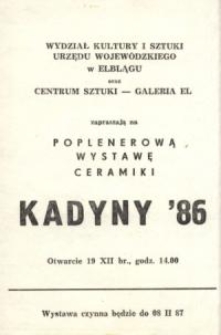 WYDZIAŁ KULTURY I SZTUKI
URZĘDU WOJEWÓDZKIEGO
w ELBLĄGU
oraz
CENTRUM SZTUKI — GALERIA EL
zapraszają na
POPLENEROWĄ
WYSTAWĘ
CERAMIKI
KADYNY '86
Otwarcie 19 XII br., godz. 14.00
Wystawa czynna będzie do 08 II 87